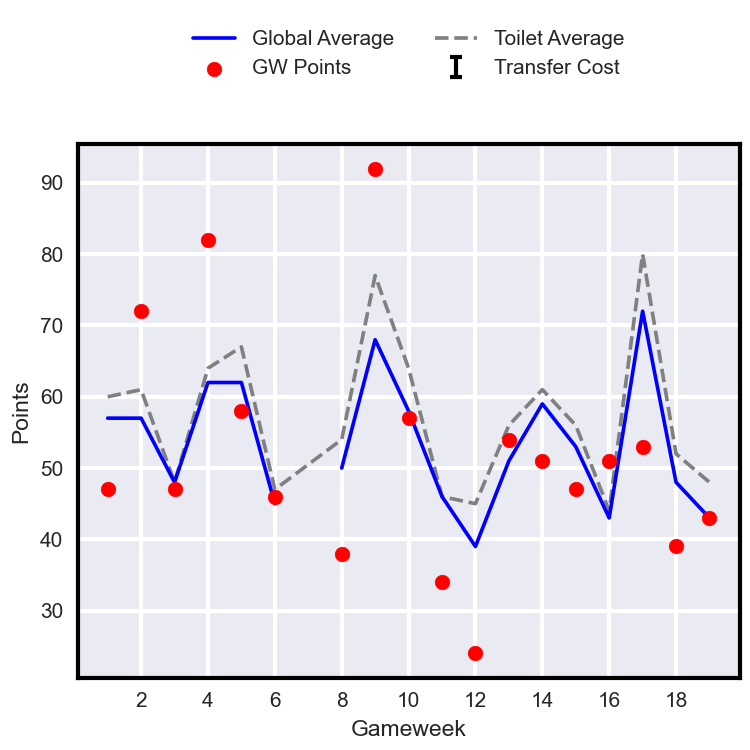 Global Average
Toilet Average
GW Points
Transfer Cost
90
80
70
60
50
40
30
Points
2 4 6 8 10 12 14 16 18
Gameweek